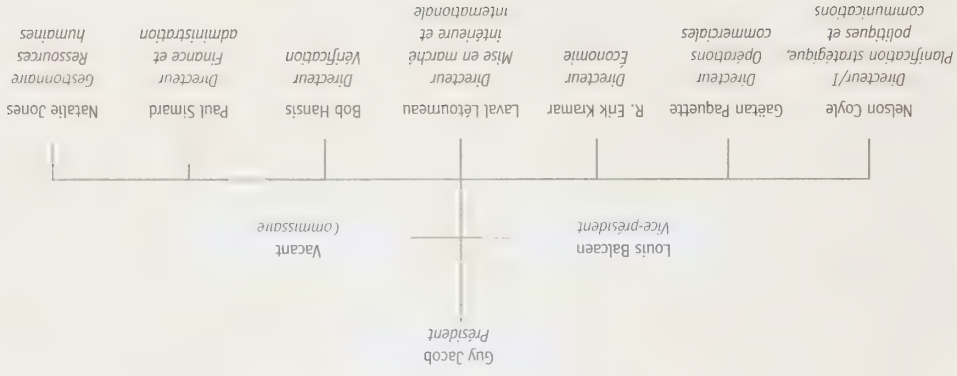 Guy Jacob
Président
Louis Balcaen
Vice-président
Vacant
Commissaire
Nelson Coyle
Directeur/I
Planification stratégique,
politiques et
communications
Gaëtan Paquette
Directeur
Opérations
commerciales
R. Erik Kramar
Directeur
Économie
Laval Létourneau
Directeur
Mise en marché
intérieure et
internationale
Bob Hansis
Directeur
Vérification
Paul Simard
Directeur
Finance et
administration
Natalie Jones
Gestionnaire
Ressources
humaines